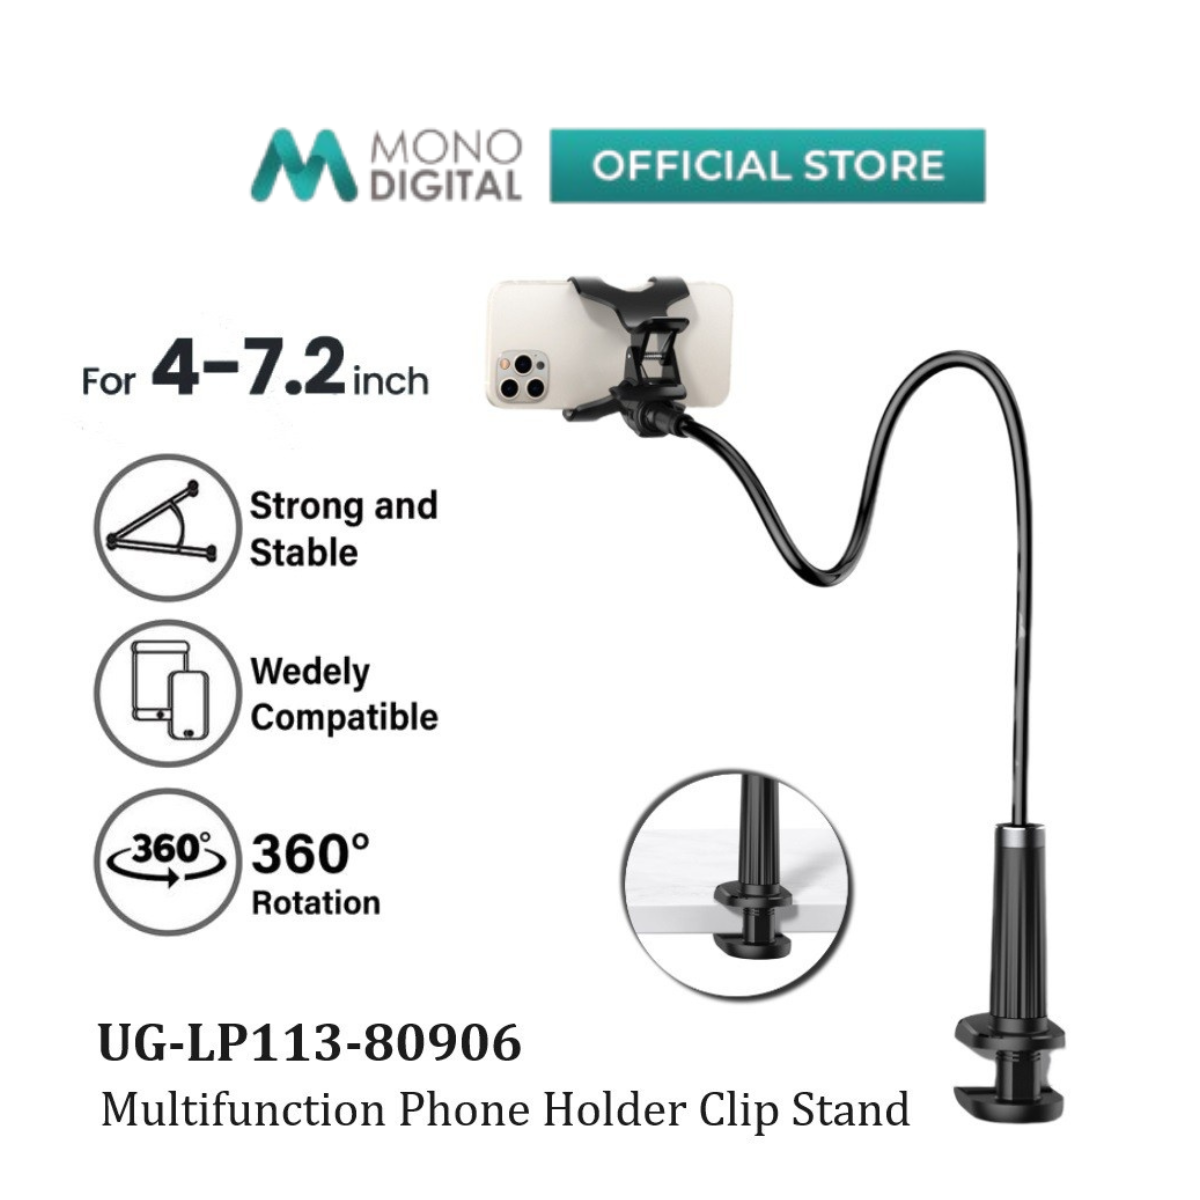 MONO
DIGITAL
OFFICIAL STORE
For 4-7.2 inch
Strong and
Stable
Wedely
Compatible
360°
360°
Rotation
UG-LP113-80906
Multifunction Phone Holder Clip Stand